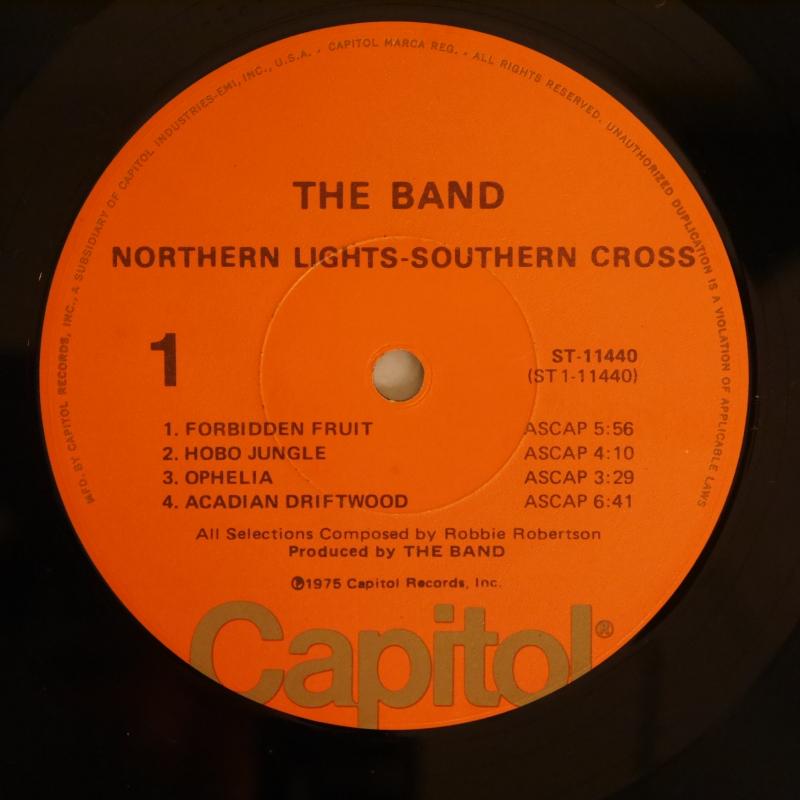 MFD. BY CAPITOL RECORDS, INC., A SUBSIDIARY OF CAPITOL INDUSTRIES-EMI, INC., U.S.A. . CAPITOL MARCA REG. . ALL RIGHTS RESERVED. UNAUTHORIZED DUPLICATION IS A VIOLATION OF APPLICABLE LAWS
THE BAND
NORTHERN LIGHTS-SOUTHERN CROSS
1
ST-11440
(ST 1-11440)
1. FORBIDDEN FRUIT ASCAP 5:56
2. HOBO JUNGLE ASCAP 4:10
3. OPHELIA ASCAP 3:29
4. ACADIAN DRIFTWOOD ASCAP 6:41
All Selections Composed by Robbie Robertson
Produced by THE BAND
℗1975 Capitol Records, Inc.
Capitol®